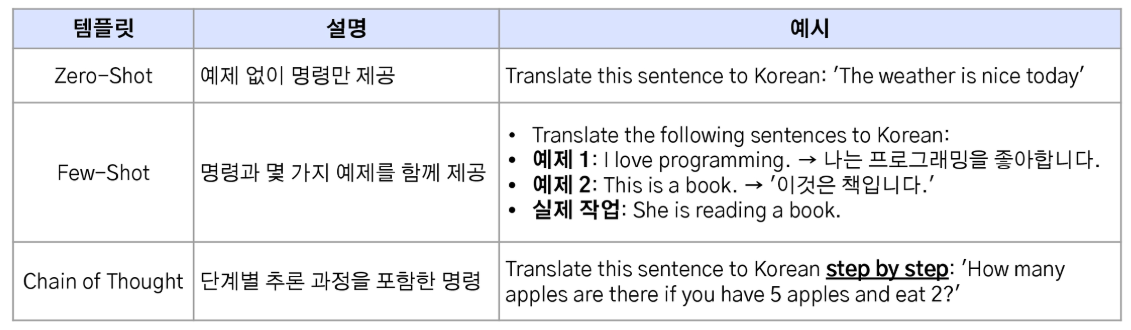 템플릿 설명 예시
Zero-Shot 예제 없이 명령만 제공 Translate this sentence to Korean: 'The weather is nice today'
Few-Shot 명령과 몇 가지 예제를 함께 제공
• Translate the following sentences to Korean:
• 예제 1: I love programming. → 나는 프로그래밍을 좋아합니다.
• 예제 2: This is a book. → '이것은 책입니다.'
• 실제 작업: She is reading a book.
Chain of Thought 단계별 추론 과정을 포함한 명령
Translate this sentence to Korean step by step: 'How many
apples are there if you have 5 apples and eat 2?'